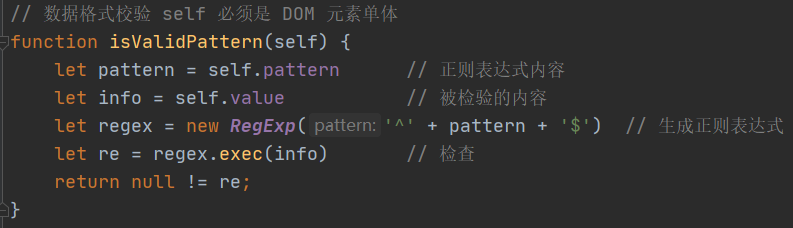 // 数据格式校验 self 必须是 DOM 元素单体
function isValidPattern(self) {
    let pattern = self.pattern      // 正则表达式内容
    let info = self.value           // 被检验的内容
    let regex = new RegExp( pattern: '^' + pattern + '$')  // 生成正则表达式
    let re = regex.exec(info)       // 检查
    return null != re;
}